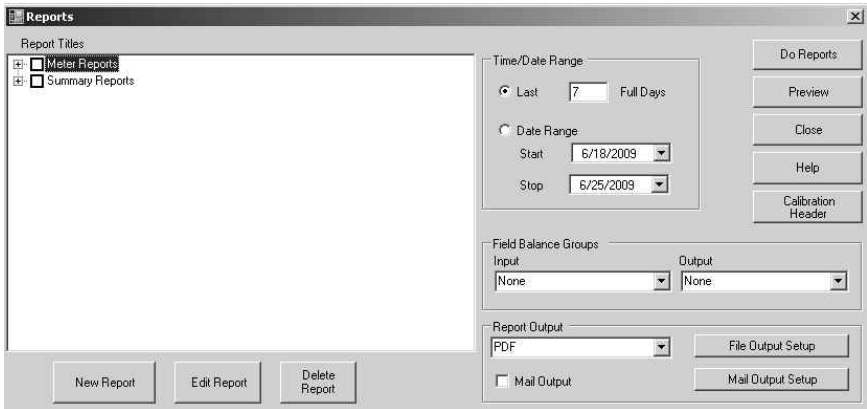 Reports
Report Titles
Meter Reports
Summary Reports
New Report
Edit Report
Delete
Report
Time/Date Range
Last 7 Full Days
Date Range
Start 6/18/2009
Stop 6/25/2009
Do Reports
Preview
Close
Help
Calibration
Header
Field Balance Groups
Input Output
None None
Report Output
PDF File Output Setup
Mail Output Mail Output Setup